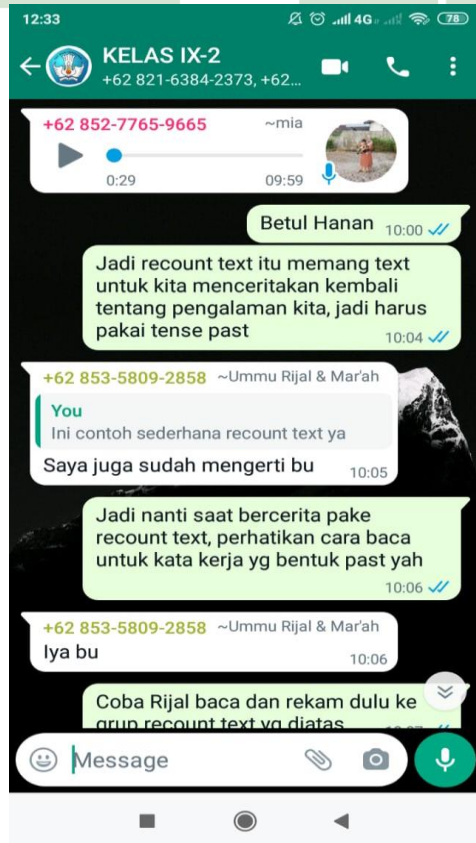 12:33
4G
78
KELAS IX-2
+62 821-6384-2373, +62...
+62 852-7765-9665 ~mia
0:29 09:59
Betul Hanan 10:00
Jadi recount text itu memang text
untuk kita menceritakan kembali
tentang pengalaman kita, jadi harus
pakai tense past
10:04
+62 853-5809-2858 ~Ummu Rijal & Mar'ah
You
Ini contoh sederhana recount text ya
Saya juga sudah mengerti bu 10:05
Jadi nanti saat bercerita pake
recount text, perhatikan cara baca
untuk kata kerja yg bentuk past yah
10:06
+62 853-5809-2858 ~Ummu Rijal & Mar'ah
Iya bu 10:06
Coba Rijal baca dan rekam dulu ke
grup recount text yg diatas 10:07
Message